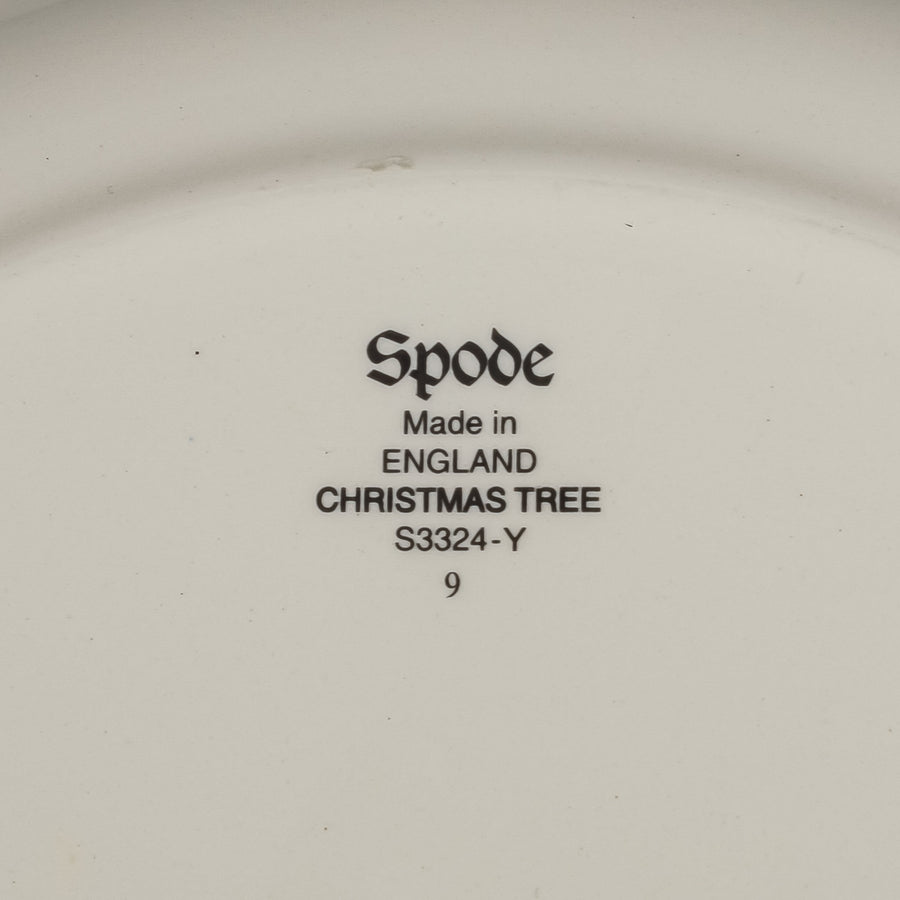 Spode
Made in
ENGLAND
CHRISTMAS TREE
S3324-Y
9